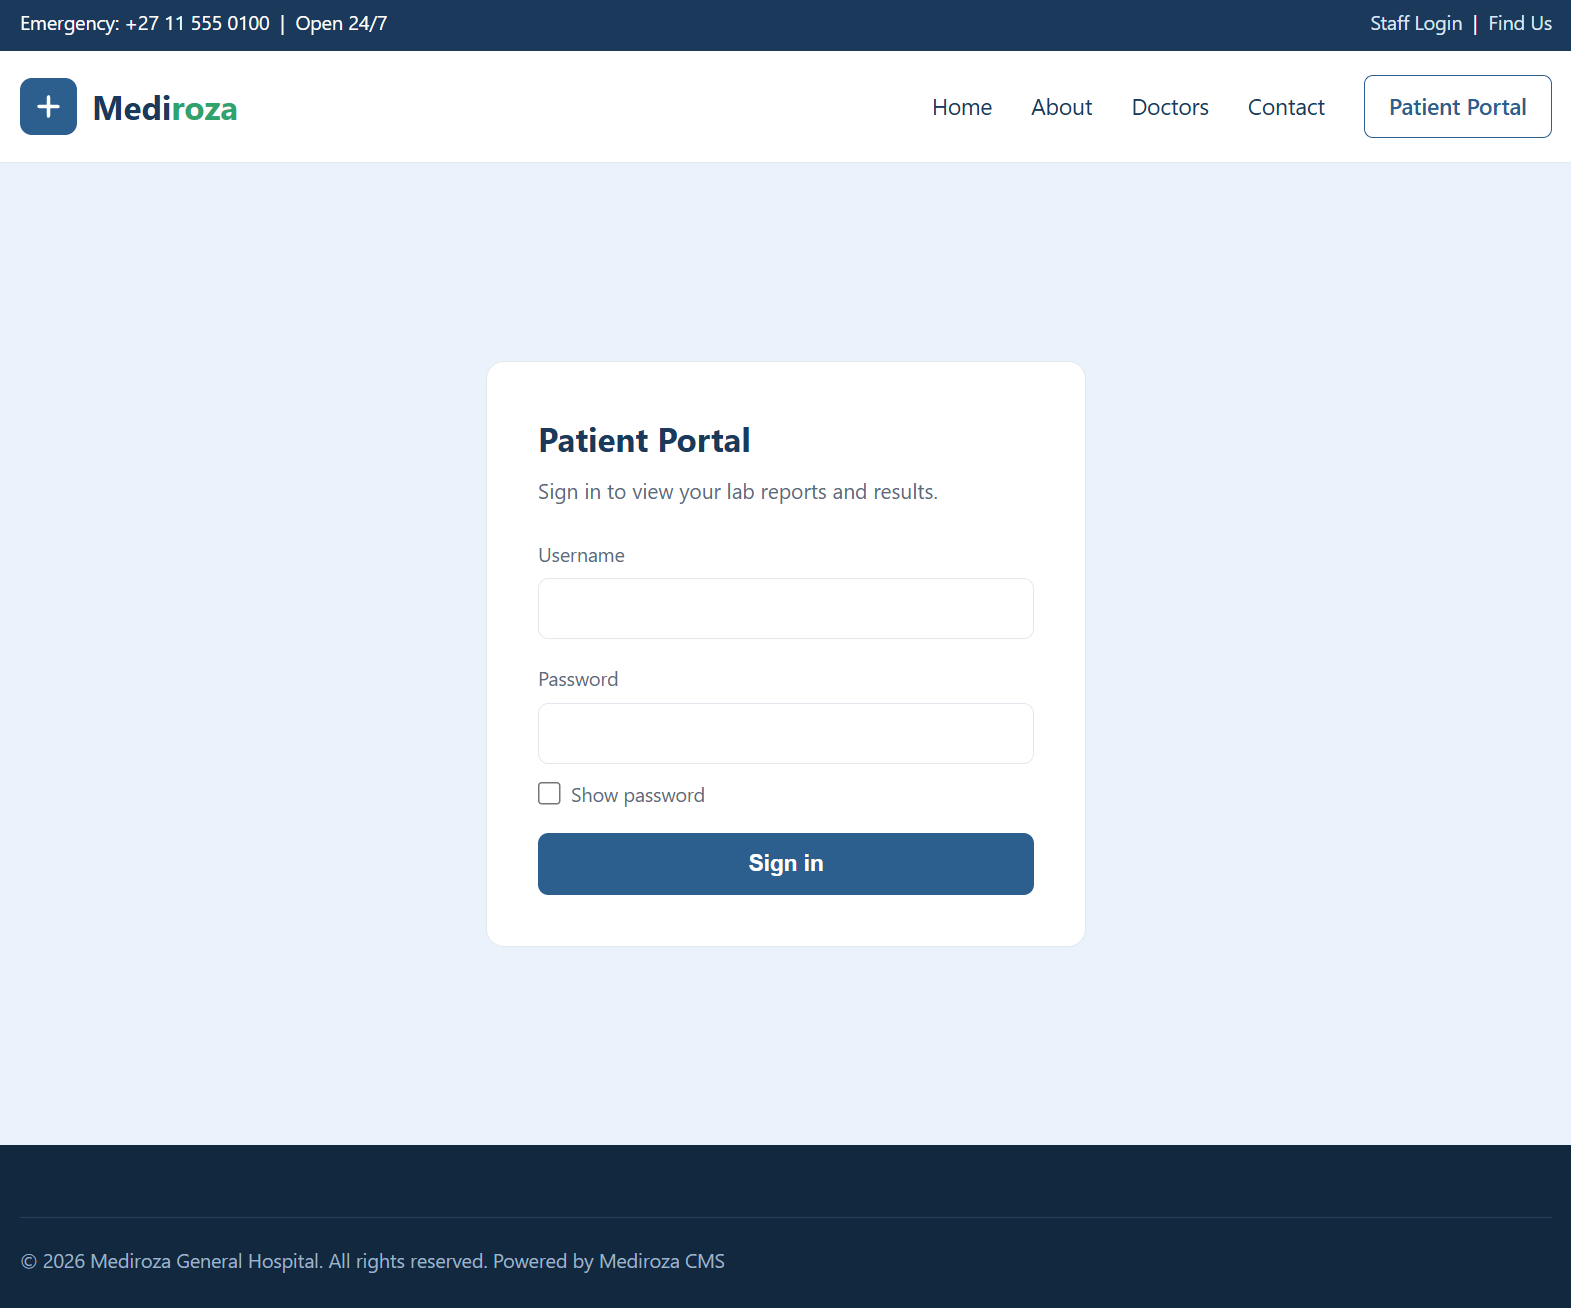 Emergency: +27 11 555 0100 | Open 24/7
Staff Login | Find Us
Mediroza
Home
About
Doctors
Contact
Patient Portal
Patient Portal
Sign in to view your lab reports and results.
Username
Password
Show password
Sign in
© 2026 Mediroza General Hospital. All rights reserved. Powered by Mediroza CMS